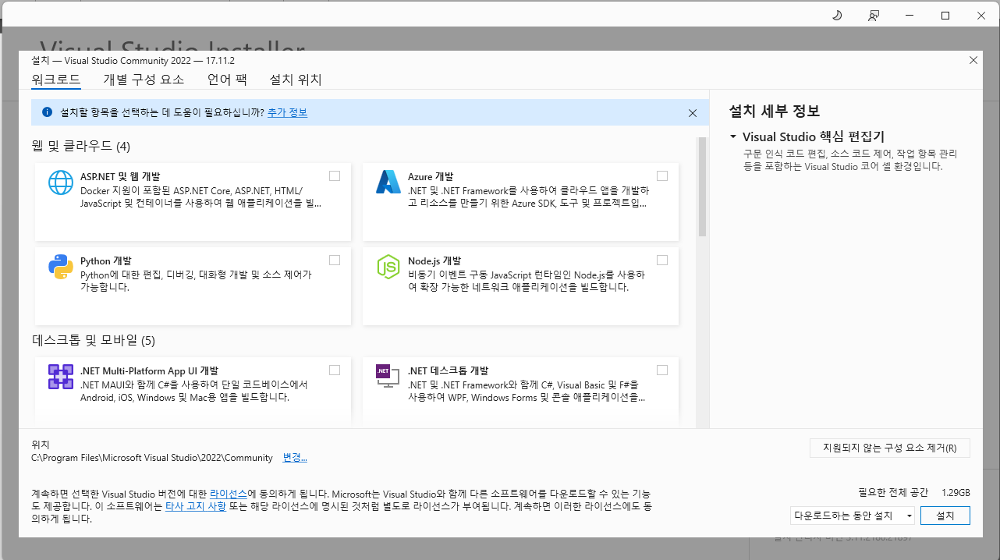 Visual Studio Installer
설치 — Visual Studio Community 2022 — 17.11.2
워크로드 개별 구성 요소 언어 팩 설치 위치
설치할 항목을 선택하는 데 도움이 필요하십니까? 추가 정보
웹 및 클라우드 (4)
ASP.NET 및 웹 개발
Docker 지원이 포함된 ASP.NET Core, ASP.NET, HTML/
JavaScript 및 컨테이너를 사용하여 웹 애플리케이션을 빌...
Azure 개발
.NET 및 .NET Framework를 사용하여 클라우드 앱을 개발하
고 리소스를 만들기 위한 Azure SDK, 도구 및 프로젝트입...
Python 개발
Python에 대한 편집, 디버깅, 대화형 개발 및 소스 제어가
가능합니다.
JS
Node.js 개발
비동기 이벤트 구동 JavaScript 런타임인 Node.js를 사용하
여 확장 가능한 네트워크 애플리케이션을 빌드합니다.
데스크톱 및 모바일 (5)
.NET Multi-Platform App UI 개발
.NET MAUI와 함께 C#을 사용하여 단일 코드베이스에서
Android, iOS, Windows 및 Mac용 앱을 빌드합니다.
.NET
.NET 데스크톱 개발
.NET 및 .NET Framework와 함께 C#, Visual Basic 및 F#을
사용하여 WPF, Windows Forms 및 콘솔 애플리케이션을...
설치 세부 정보
Visual Studio 핵심 편집기
구문 인식 코드 편집, 소스 코드 제어, 작업 항목 관리
등을 포함하는 Visual Studio 코어 셸 환경입니다.
위치
C:\Program Files\Microsoft Visual Studio\2022\Community 변경...
지원되지 않는 구성 요소 제거(R)
계속하면 선택한 Visual Studio 버전에 대한 라이선스에 동의하게 됩니다. Microsoft는 Visual Studio와 함께 다른 소프트웨어를 다운로드할 수 있는 기능
도 제공합니다. 이 소프트웨어는 타사 고지 사항 또는 해당 라이선스에 명시된 것처럼 별도로 라이선스가 부여됩니다. 계속하면 이러한 라이선스에도 동
의하게 됩니다.
필요한 전체 공간 1.29GB
다운로드하는 동안 설치 설치